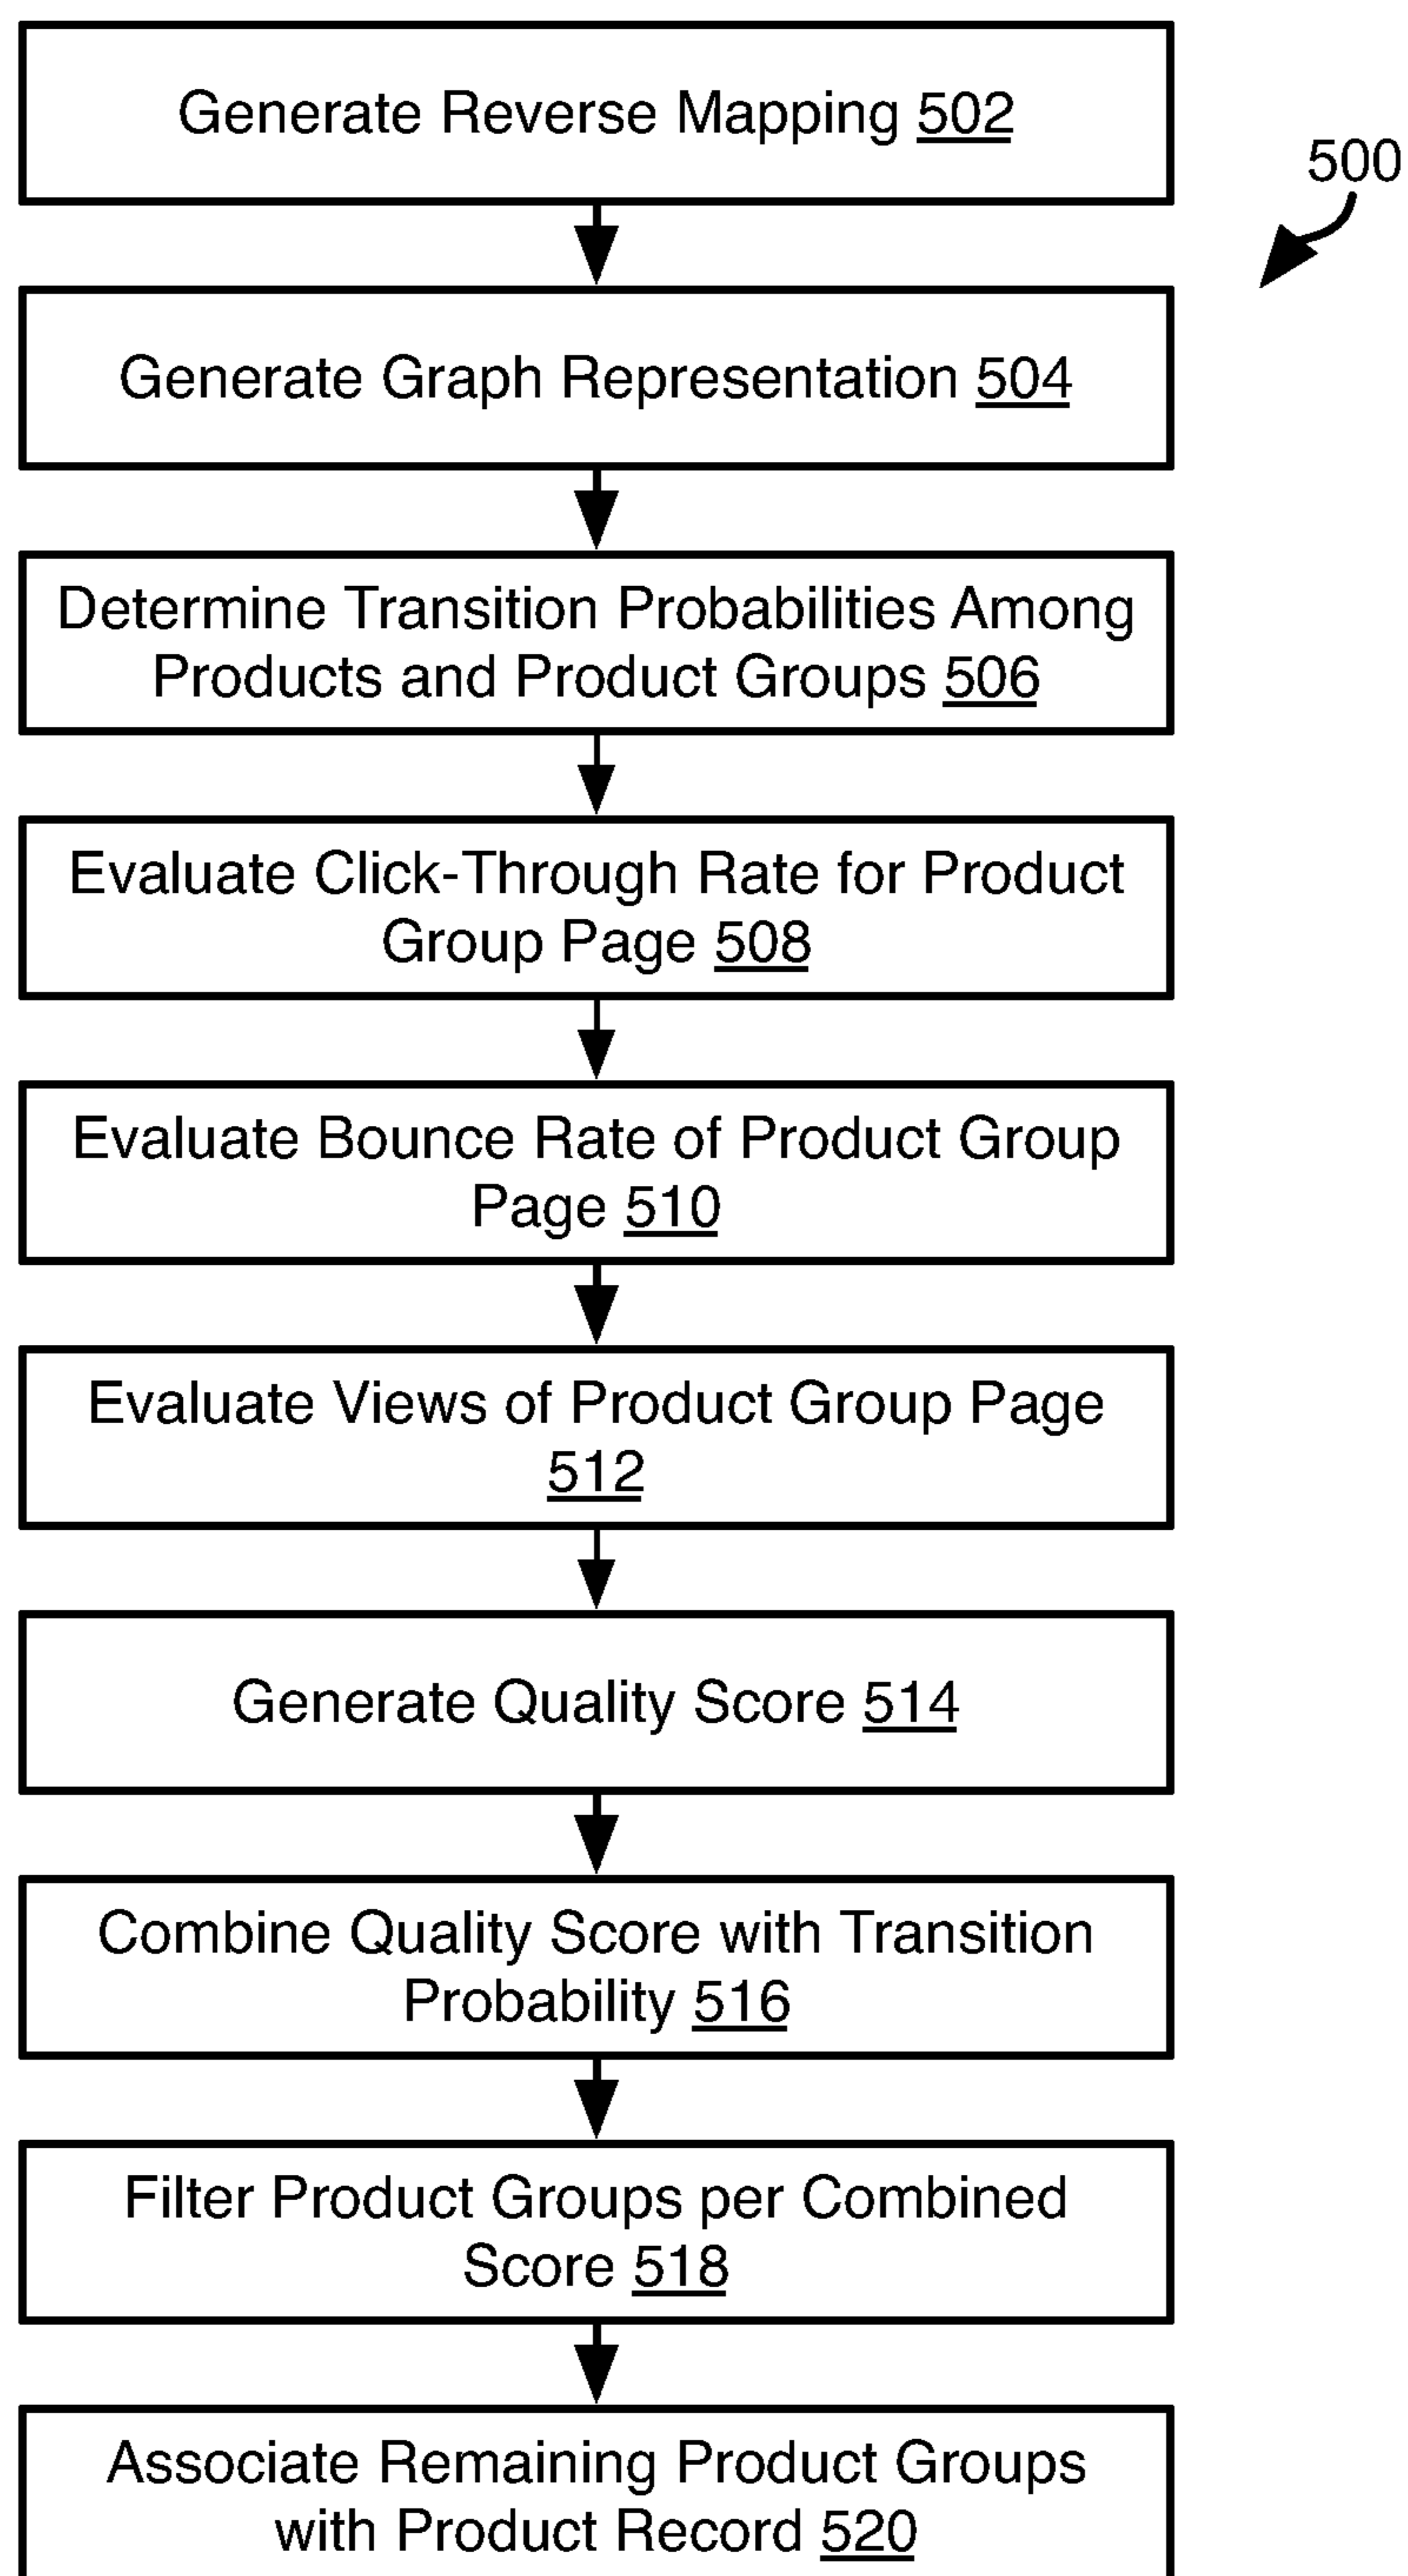 Generate Reverse Mapping 502
500
Generate Graph Representation 504
Determine Transition Probabilities Among
Products and Product Groups 506
Evaluate Click-Through Rate for Product
Group Page 508
Evaluate Bounce Rate of Product Group
Page 510
Evaluate Views of Product Group Page
512
Generate Quality Score 514
Combine Quality Score with Transition
Probability 516
Filter Product Groups per Combined
Score 518
Associate Remaining Product Groups
with Product Record 520